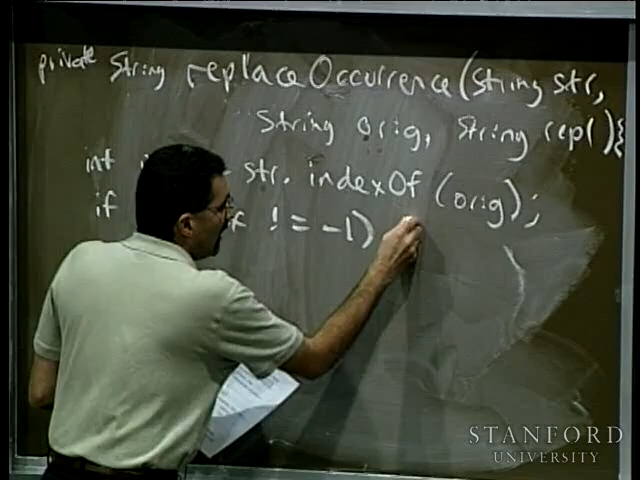 private String replaceOccurrence(String str,
String orig, String repl){
int str. indexOf (orig);
if != -1)
STANFORD
UNIVERSITY